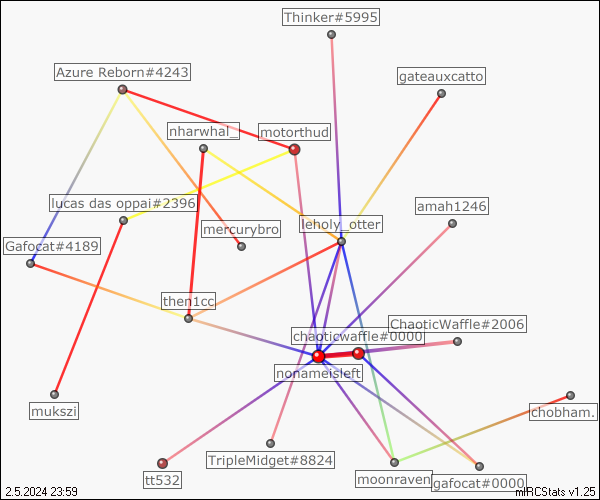 Thinker#5995
Azure Reborn#4243
gateauxcatto
nharwhal_
motorthud
lucas das oppai#2396
amah1246
mercurybro
leholy_otter
Gafocat#4189
then1cc
ChaoticWaffle#2006
chaoticwaffle#0000
nonameisleft
mukszi
chobham.
TripleMidget#8824
tt532
moonraven
gafocat#0000
2.5.2024 23:59
mIRCStats v1.25